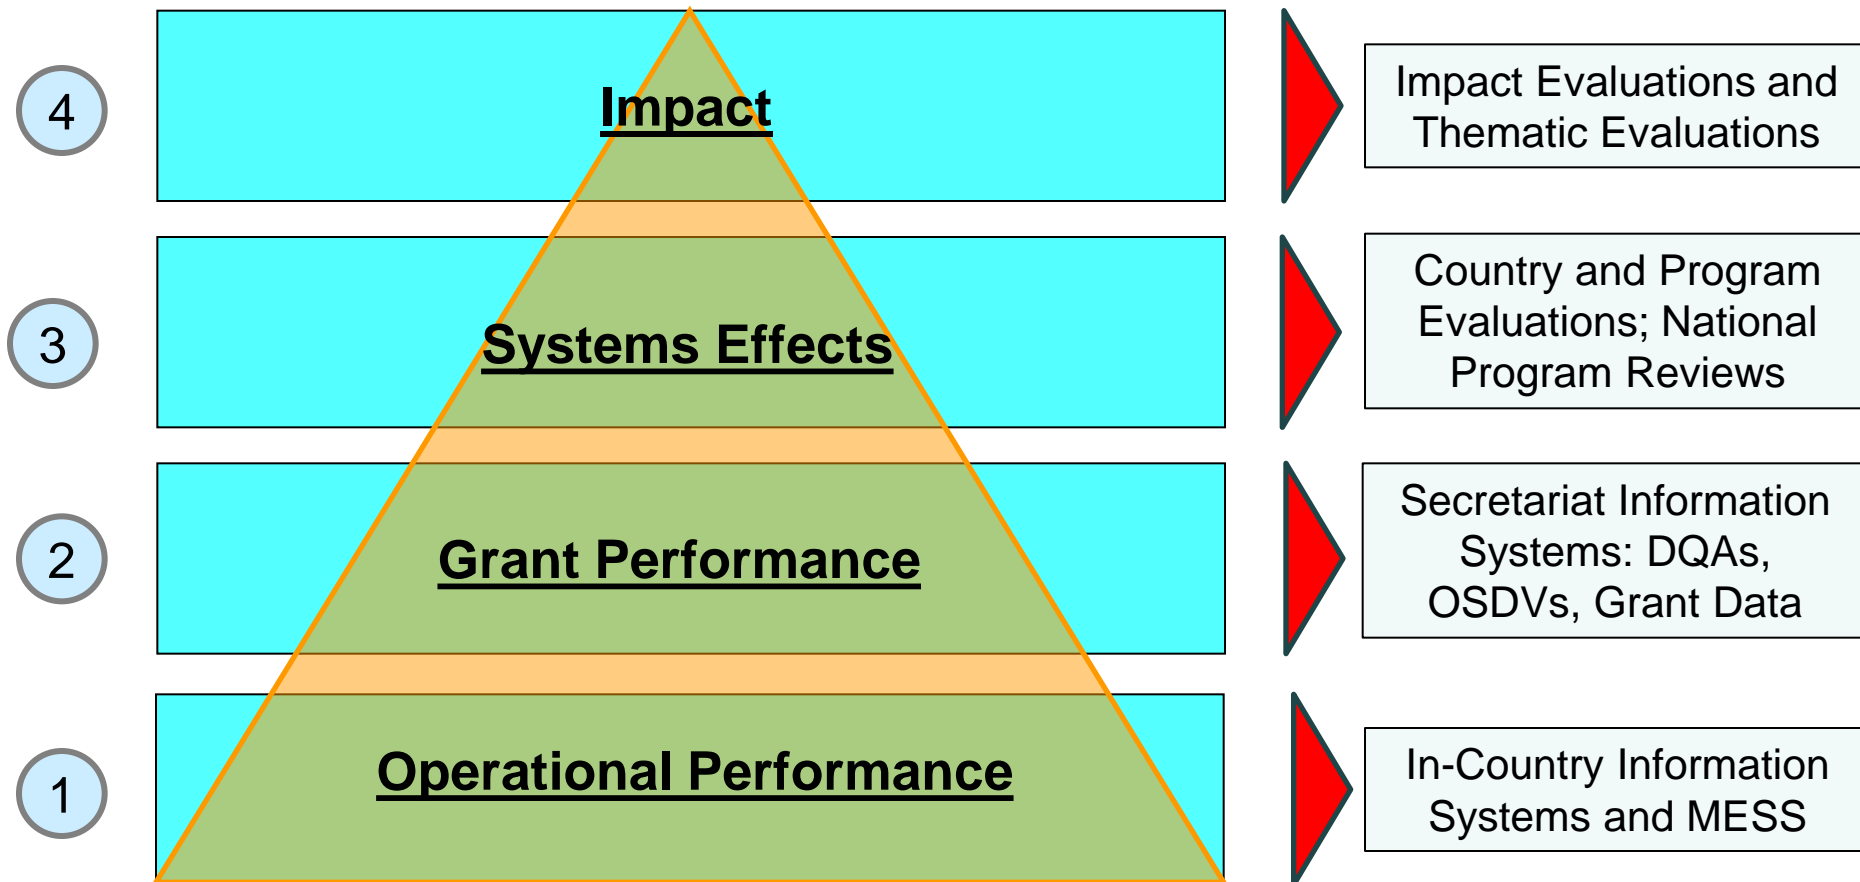 4
Impact
Impact Evaluations and
Thematic Evaluations
3
Systems Effects
Country and Program
Evaluations; National
Program Reviews
2
Grant Performance
Secretariat Information
Systems: DQAs,
OSDVs, Grant Data
1
Operational Performance
In-Country Information
Systems and MESS